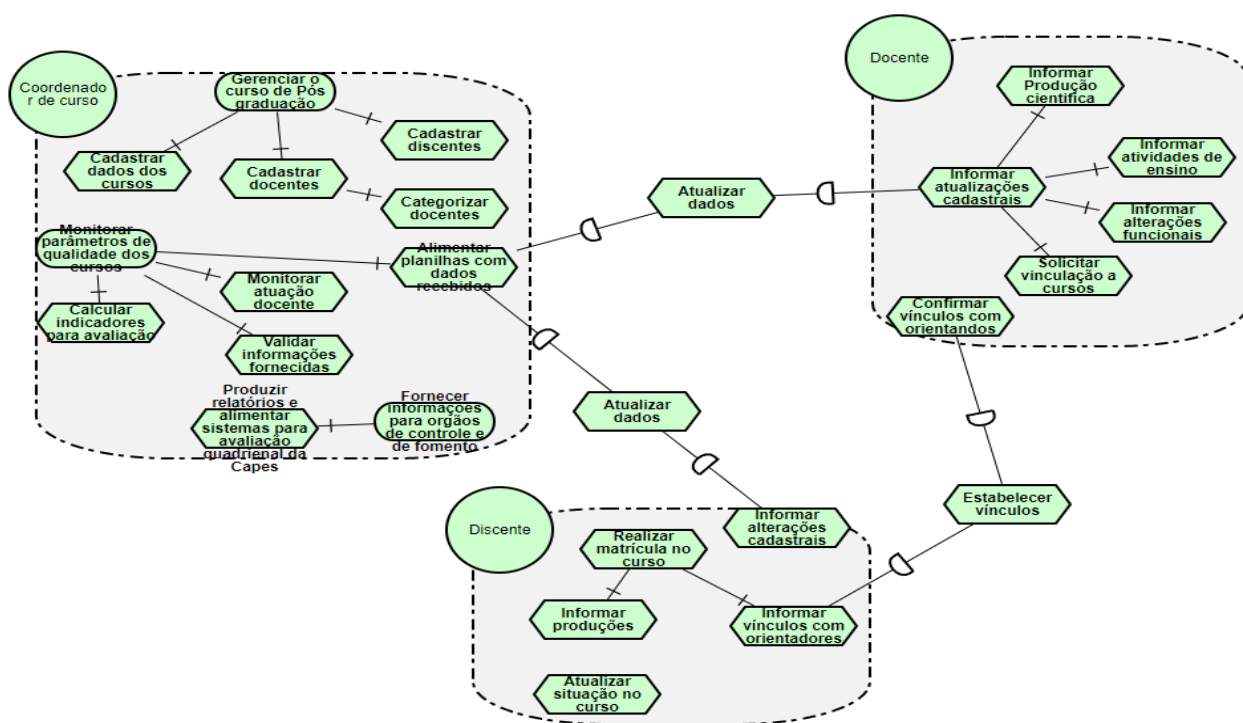 Coordenado
r de curso
Gerenciar o
curso de Pós
graduação
Cadastrar
discentes
Cadastrar
dados dos
cursos
Cadastrar
docentes
Categorizar
docentes
Monitorar
parâmetros de
qualidade dos
cursos
Alimentar
planilhas com
dados
recebidos
Monitorar
atuação
docente
Calcular
indicadores
para avaliação
Validar
informações
fornecidas
Produzir
relatórios e
alimentar
sistemas para
avaliação
quadrienal da
Capes
Fornecer
informações
para orgãos
de controle e
de fomento
Atualizar
dados
Atualizar
dados
Docente
Informar
Produção
cientifica
Informar
atividades de
ensino
Informar
atualizações
cadastrais
Informar
alterações
funcionais
Solicitar
vinculação a
cursos
Confirmar
vínculos com
orientandos
Estabelecer
vínculos
Discente
Informar
alterações
cadastrais
Realizar
matrícula no
curso
Informar
produções
Informar
vínculos com
orientadores
Atualizar
situação no
curso